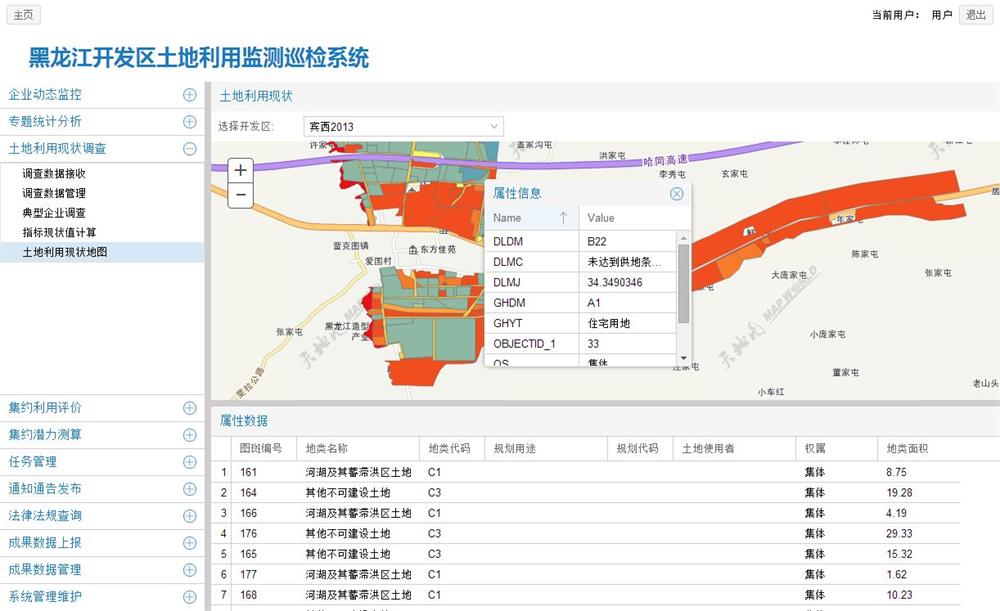 主页
当前用户： 用户 退出
黑龙江开发区土地利用监测巡检系统
企业动态监控
专题统计分析
土地利用现状调查
调查数据接收
调查数据管理
典型企业调查
指标现状值计算
土地利用现状地图
集约利用评价
集约潜力测算
任务管理
通知通告发布
法律法规查询
成果数据上报
成果数据管理
系统管理维护
土地利用现状
选择开发区: 宾西2013
+
−
孟家沟屯
洪家屯
哈同高速
李秀屯
玄家屯
年家屯
陈家屯
张家屯
大庞家屯
小庞家屯
董家屯
小车红
老山头
蜚克图镇
爱国村
东方佳苑
张家屯
黑龙江造型
产业
蜚拉公路
天地图 MAPWORLD
属性信息
Name Value
DLDM B22
DLMC 未达到供地条...
DLMJ 34.3490346
GHDM A1
GHYT 住宅用地
OBJECTID_1 33
QS 集体
属性数据
图斑编号 地类名称 地类代码 规划用途 规划代码 土地使用者 权属 地类面积
1 161 河湖及其蓄滞洪区土地 C1 集体 8.75
2 164 其他不可建设土地 C3 集体 19.28
3 166 河湖及其蓄滞洪区土地 C1 集体 4.19
4 176 其他不可建设土地 C3 集体 29.33
5 165 其他不可建设土地 C3 集体 15.32
6 177 河湖及其蓄滞洪区土地 C1 集体 1.62
7 168 河湖及其蓄滞洪区土地 C1 集体 10.23